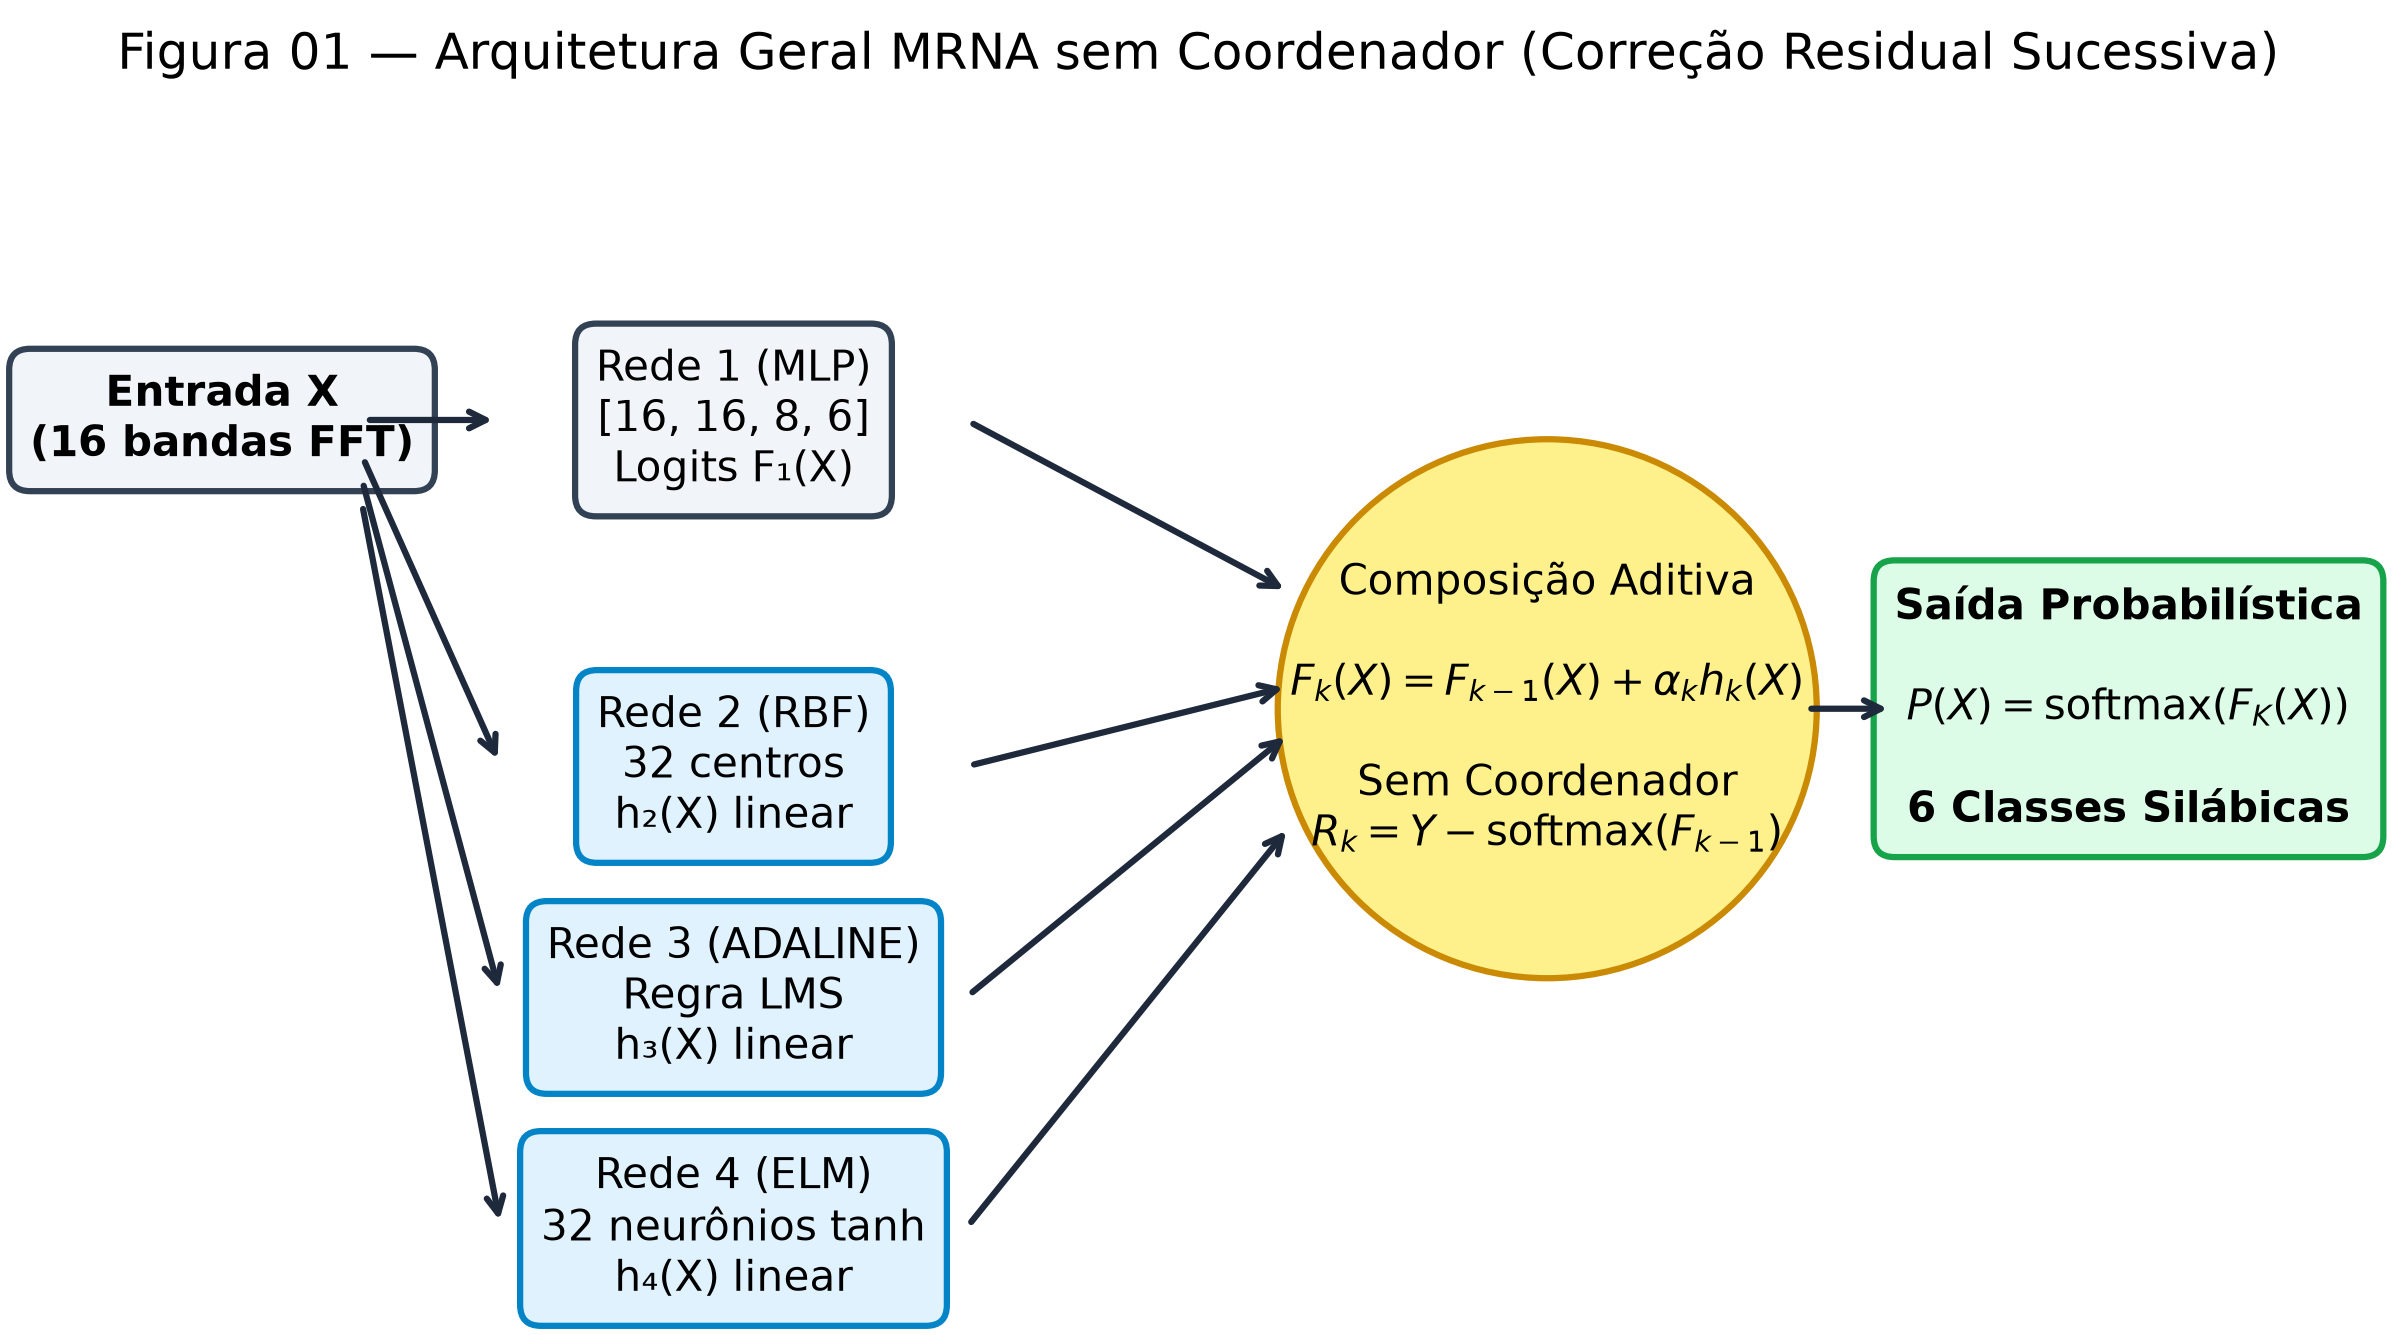 Figura 01 — Arquitetura Geral MRNA sem Coordenador (Correção Residual Sucessiva)
Entrada X
(16 bandas FFT)
Rede 1 (MLP)
[16, 16, 8, 6]
Logits F₁(X)
Rede 2 (RBF)
32 centros
h₂(X) linear
Rede 3 (ADALINE)
Regra LMS
h₃(X) linear
Rede 4 (ELM)
32 neurônios tanh
h₄(X) linear
Composição Aditiva
Fₖ(X) = Fₖ₋₁(X) + αₖhₖ(X)
Sem Coordenador
Rₖ = Y − softmax(Fₖ₋₁)
Saída Probabilística
P(X) = softmax(F_K(X))
6 Classes Silábicas